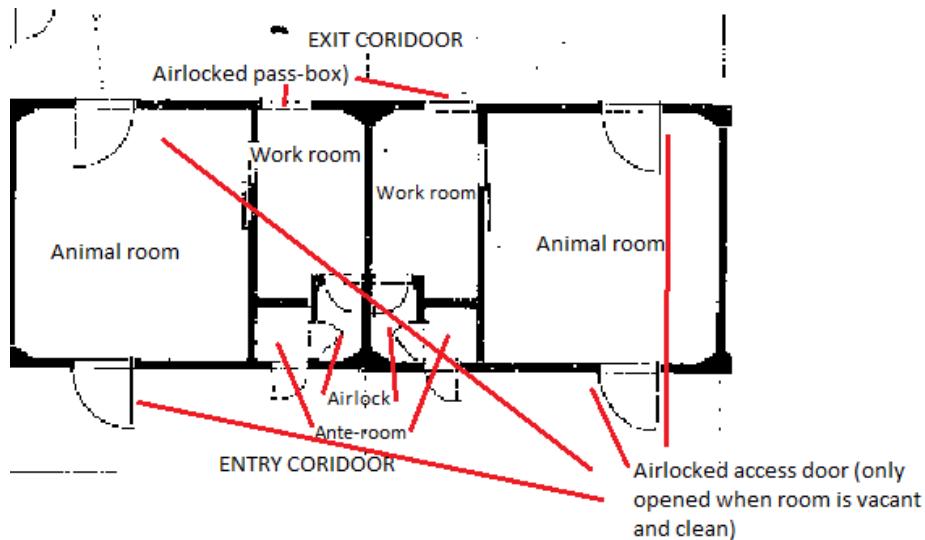 EXIT CORIDOOR
Airlocked pass-box)
Work room
Work room
Animal room
Animal room
Airlock
Ante-room
ENTRY CORIDOOR
Airlocked access door (only
opened when room is vacant
and clean)